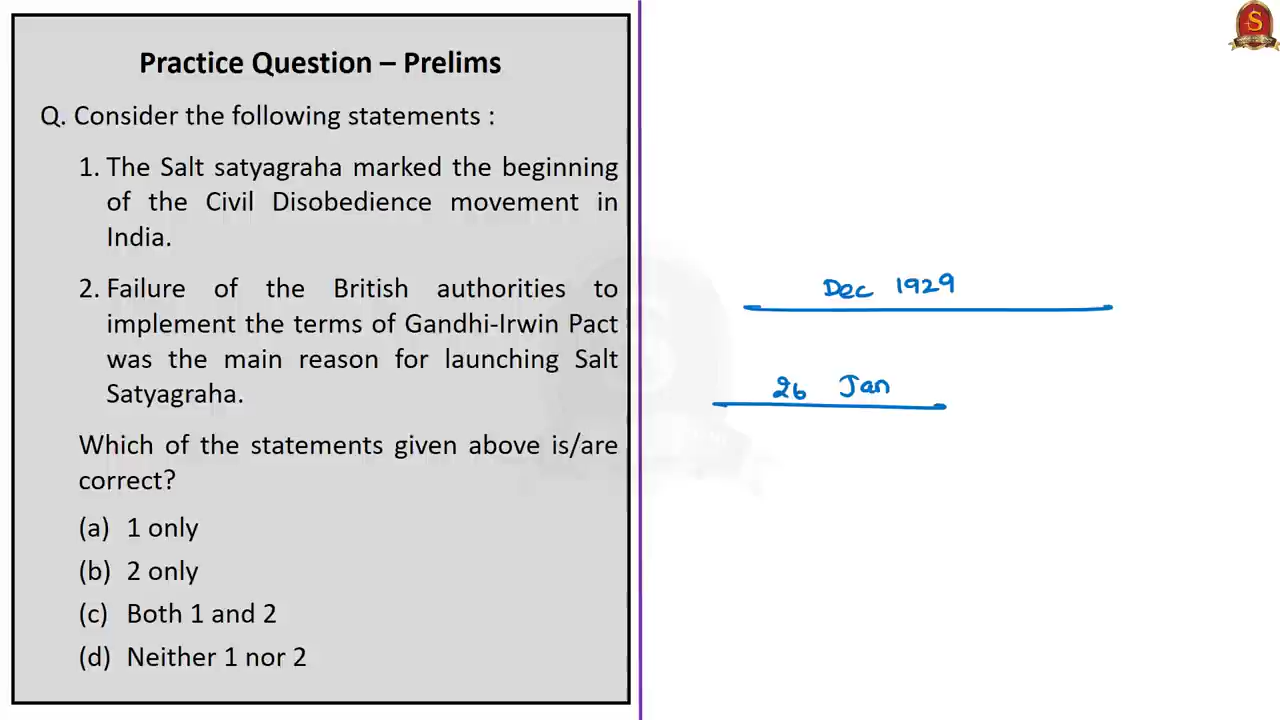 Practice Question – Prelims
Q. Consider the following statements :
1. The Salt satyagraha marked the beginning
of the Civil Disobedience movement in
India.
2. Failure of the British authorities to
implement the terms of Gandhi-Irwin Pact
was the main reason for launching Salt
Satyagraha.
Which of the statements given above is/are
correct?
(a) 1 only
(b) 2 only
(c) Both 1 and 2
(d) Neither 1 nor 2
Dec 1929
26 Jan
S